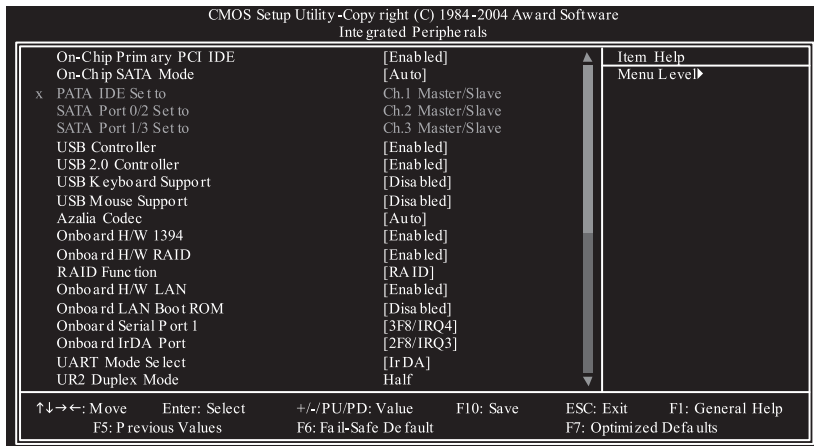 CMOS Setup Utility-Copyright (C) 1984-2004 Award Software
Integrated Peripherals
On-Chip Primary PCI IDE [Enabled]
On-Chip SATA Mode [Auto]
x PATA IDE Set to Ch.1 Master/Slave
SATA Port 0/2 Set to Ch.2 Master/Slave
SATA Port 1/3 Set to Ch.3 Master/Slave
USB Controller [Enabled]
USB 2.0 Controller [Enabled]
USB Keyboard Support [Disabled]
USB Mouse Support [Disabled]
Azalia Codec [Auto]
Onboard H/W 1394 [Enabled]
Onboard H/W RAID [Enabled]
RAID Function [RAID]
Onboard H/W LAN [Enabled]
Onboard LAN Boot ROM [Disabled]
Onboard Serial Port 1 [3F8/IRQ4]
Onboard IrDA Port [2F8/IRQ3]
UART Mode Select [IrDA]
UR2 Duplex Mode Half
Item Help
Menu Level▶
↑↓→←: Move Enter: Select +/-/PU/PD: Value F10: Save ESC: Exit F1: General Help
F5: Previous Values F6: Fail-Safe Default F7: Optimized Defaults